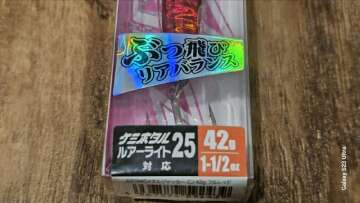 ぶっ飛び
リアバランス
ケミホタル
ルアーライト25
対応
42g
1-1/2oz
Galaxy S23 Ultra